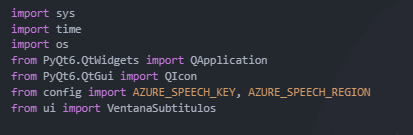 import sys
import time
import os
from PyQt6.QtWidgets import QApplication
from PyQt6.QtGui import QIcon
from config import AZURE_SPEECH_KEY, AZURE_SPEECH_REGION
from ui import VentanaSubtitulos